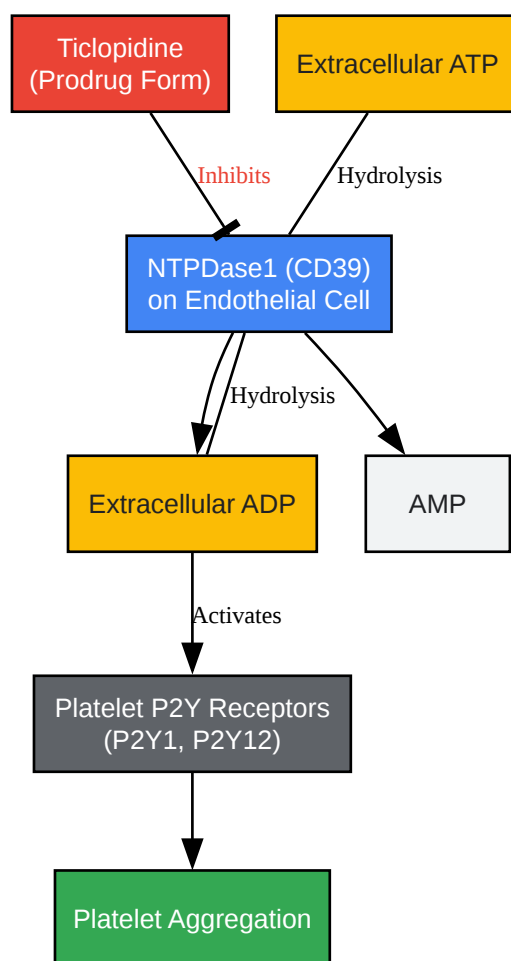 Ticlopidine
(Prodrug Form)
Extracellular ATP
Inhibits
Hydrolysis
NTPDase1 (CD39)
on Endothelial Cell
Hydrolysis
Extracellular ADP
AMP
Activates
Platelet P2Y Receptors
(P2Y1, P2Y12)
Platelet Aggregation